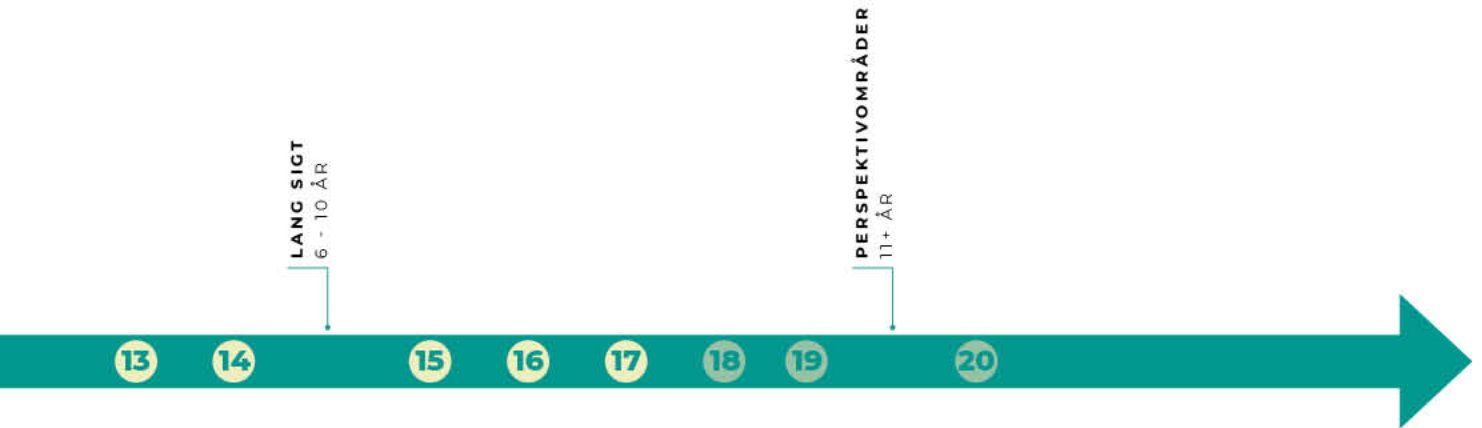 LANG SIGT
6 - 10 ÅR
PERSPEKTIVOMRÅDER
11+ ÅR
13
14
15
16
17
18
19
20